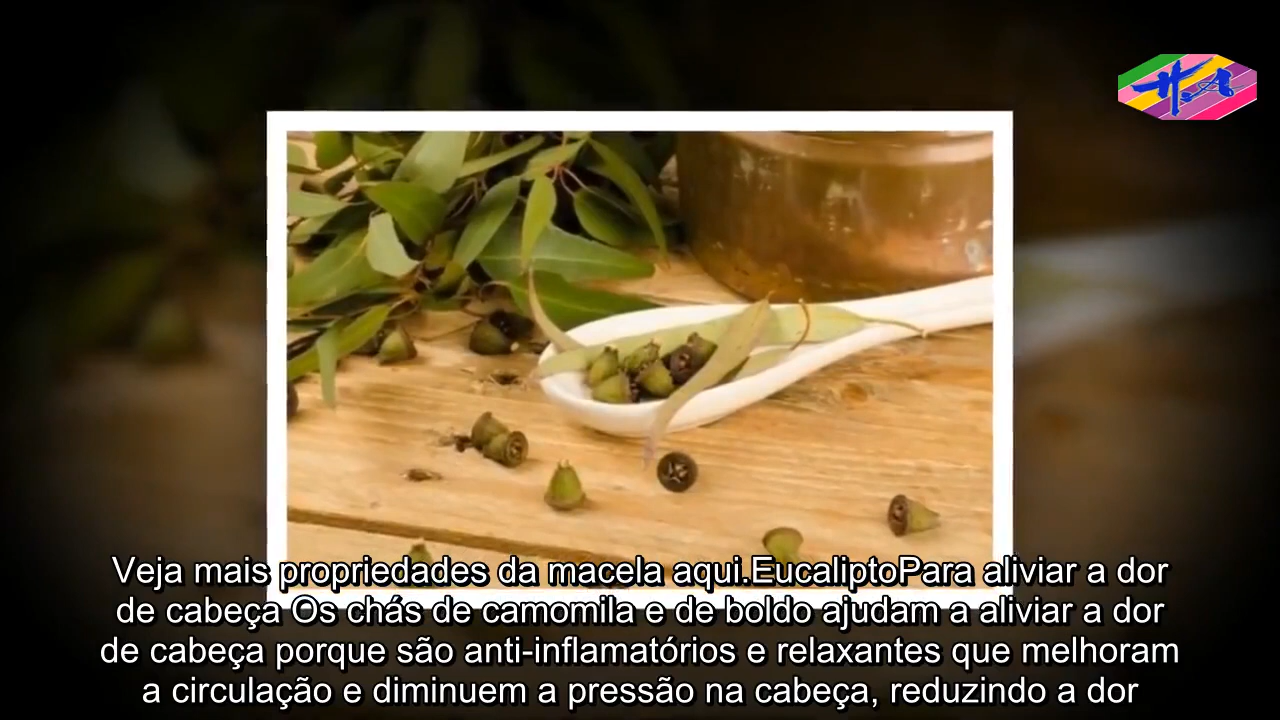 H.A
Veja mais propriedades da macela aqui.EucaliptoPara aliviar a dor
de cabeça Os chás de camomila e de boldo ajudam a aliviar a dor
de cabeça porque são anti-inflamatórios e relaxantes que melhoram
a circulação e diminuem a pressão na cabeça, reduzindo a dor